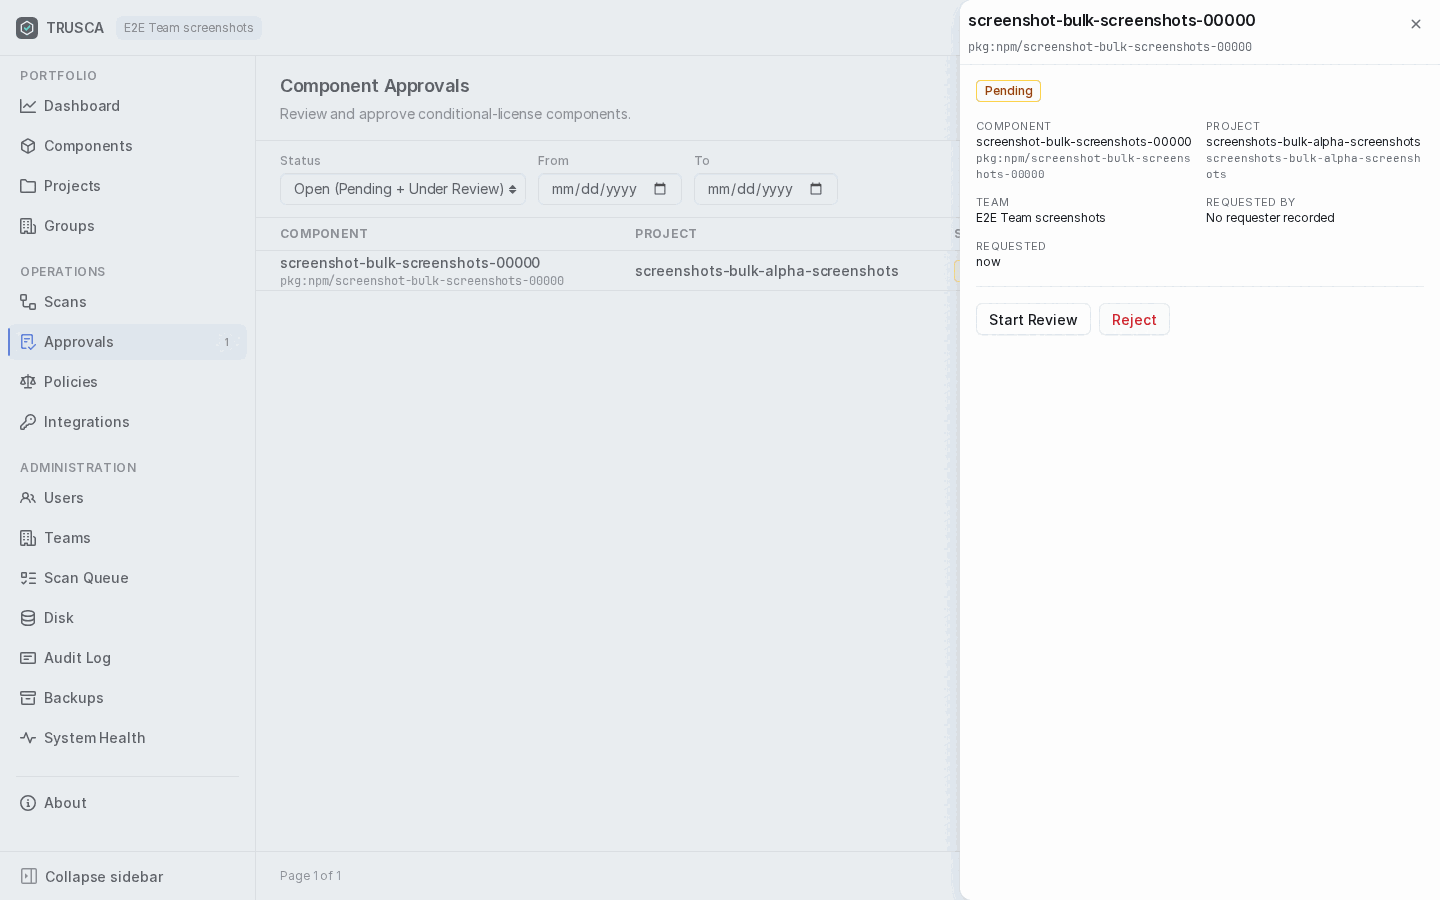 TRUSCA
E2E Team screenshots
PORTFOLIO
Dashboard
Components
Projects
Groups
OPERATIONS
Scans
Approvals 1
Policies
Integrations
ADMINISTRATION
Users
Teams
Scan Queue
Disk
Audit Log
Backups
System Health
About
Collapse sidebar
Component Approvals
Review and approve conditional-license components.
Status From To
Open (Pending + Under Review) mm/dd/yyyy mm/dd/yyyy
COMPONENT PROJECT S
screenshot-bulk-screenshots-00000 screenshots-bulk-alpha-screenshots
pkg:npm/screenshot-bulk-screenshots-00000
Page 1 of 1
screenshot-bulk-screenshots-00000
pkg:npm/screenshot-bulk-screenshots-00000
Pending
COMPONENT
screenshot-bulk-screenshots-00000
pkg:npm/screenshot-bulk-screens
hots-00000
PROJECT
screenshots-bulk-alpha-screenshots
screenshots-bulk-alpha-screensh
ots
TEAM
E2E Team screenshots
REQUESTED BY
No requester recorded
REQUESTED
now
Start Review Reject